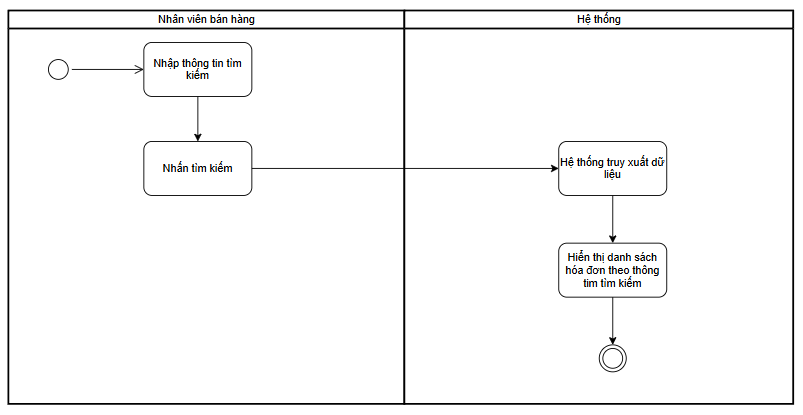 Nhân viên bán hàng
Hệ thống
Nhập thông tin tìm
kiếm
Nhấn tìm kiếm
Hệ thống truy xuất dữ
liệu
Hiển thị danh sách
hóa đơn theo thông
tim tìm kiếm